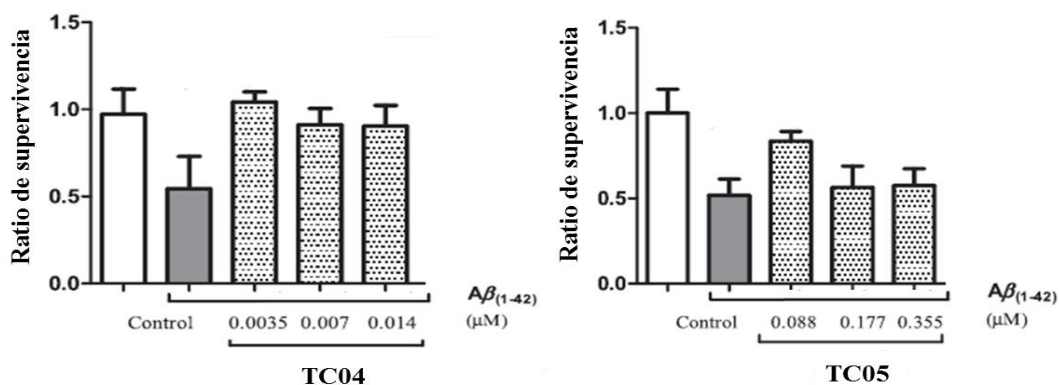 Ratio de supervivencia
1.5
1.0
0.5
0.0
Control
0.0035 0.007 0.014
Aβ(1-42)
(μM)
TC04
Ratio de supervivencia
1.5
1.0
0.5
0.0
Control
0.088 0.177 0.355
Aβ(1-42)
(μM)
TC05